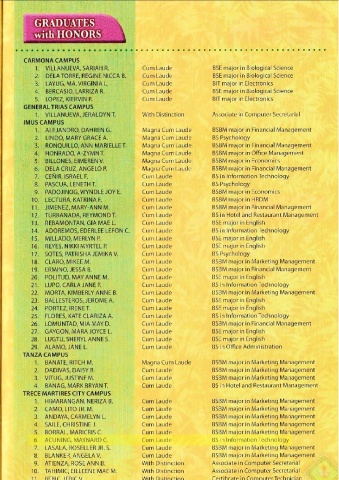 GRADUATES
with HONORS
CARMONA CAMPUS
1. VILLANUEVA, SARIAH R. Cum Laude BSE major in Biological Science
2. DELA TORRE, REGINE NICCA B. Cum Laude BSE major in Biological Science
3. LAYUG, MA. VIRGINIA L. Cum Laude BIT major in Electronics
4. BERCASIO, LARRIZA R. Cum Laude BSE major in Biological Science
5. LOPEZ, KIERVIN R. Cum Laude BIT major in Electronics
GENERAL TRIAS CAMPUS
1. VILLANUEVA, JERALDYN T. With Distinction Associate in Computer Secretarial
IMUS CAMPUS
1. ALEJANDRO, DAHREN G. Magna Cum Laude BSBM major in Financial Management
2. LINDO, MARY GRACE A. Magna Cum Laude BS Psychology
3. RONQUILLO, ANN MARIELLE T. Magna Cum Laude BSBM major in Financial Management
4. HONRADO, A-ZYNN T. Magna Cum Laude BSBM major in Office Management
5. BILLONES, EIMEREN V. Magna Cum Laude BSBM major in Economics
6. DELA CRUZ, ANGELO P. Magna Cum Laude BSBM major in Financial Management
7. CENIR, ISRAEL F. Cum Laude BS in Information Technology
8. PASCUA, LENETH T. Cum Laude BS Psychology
9. PADOJINOG, WYNDLE JOY E. Cum Laude BSBM major in Economics
10. LECTURA, KATRINA F. Cum Laude BSBM major in HRDM
11. JIMENEZ, MARY-ANN M. Cum Laude BSBM major in Financial Management
12. TURBANADA, REYMOND T. Cum Laude BS in Hotel and Restaurant Management
13. REBAMONTAN, GIA MAE L. Cum Laude BSE major in English
14. ADOREMOS, EDERLEE LEFON C. Cum Laude BS in Information Technology
15. MILLADO, MERLYN P. Cum Laude BSE major in English
16. REYES, NIKKI MYRTEL P. Cum Laude BSE major in English
17. SOTES, PATRISHA JEMIKA V. Cum Laude BS Psychology
18. CLARO, MIKEE M. Cum Laude BSBM major in Marketing Management
19. ERMINO, JESSA B. Cum Laude BSBM major in Financial Management
20. POLITUD, MAY ANNE M. Cum Laude BSE major in English
21. LUPO, CARLA JANE P. Cum Laude BS in Information Technology
22. MORTA, KIMBERLY ANNE B. Cum Laude BSBM major in Marketing Management
23. BALLESTEROS, JEROME A. Cum Laude BSE major in English
24. PORTEZ, IRENE T. Cum Laude BSE major in English
25. FLORES, KATE CLARIZA A. Cum Laude BS in Information Technology
26. LOMUNTAD, VIA MAY D. Cum Laude BSBM major in Financial Management
27. GAYGON, MARA JOYCE L. Cum Laude BSE major in English
28. LUGTU, SHERYL ANNE S. Cum Laude BSE major in English
29. ALAMO, JANE L. Cum Laude BS in Office Administration
TANZA CAMPUS
1. BANATE, RITCH M. Magna Cum Laude BSBM major in Marketing Management
2. DADIVAS, DAISY R. Cum Laude BSBM major in Marketing Management
3. VITUG, JUSTINE M. Cum Laude BSBM major in Marketing Management
4. BANAG, MARK BRYAN T. Cum Laude BS in Hotel and Restaurant Management
TRECE MARTIRES CITY CAMPUS
1. HIMARANGAN, NERIZA B. Cum Laude BSBM major in Marketing Management
2. CAMO, LITO JR. M. Cum Laude BSBM major in Marketing Management
3. ANDAYA, CARMELYN L. Cum Laude BSBM major in Marketing Management
4. SALLE, CHRISTINE J. Cum Laude BSBM major in Marketing Management
5. BORBAL, MARICRIS C. Cum Laude BSBM major in Marketing Management
6. ACUNING, MAYNARD C. Cum Laude BS in Information Technology
7. LASALA, ROSELLER JR. S. Cum Laude BSBM major in Marketing Management
8. BLANRE, ANGELA V. Cum Laude BSBM major in Marketing Management
9. ATIENZA, ROSE ANN B. With Distinction Associate in Computer Secretarial
10. TAHIMIC, EILLEENE MAE M. With Distinction Associate in Computer Secretarial
With Distinction Certificate in Computer Technician